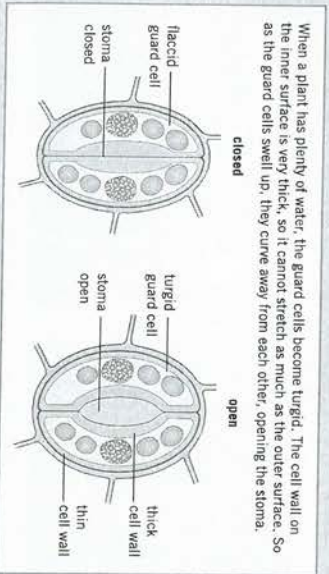 When a plant has plenty of water, the guard cells become turgid. The cell wall on
the inner surface is very thick, so it cannot stretch as much as the outer surface. So
as the guard cells swell up, they curve away from each other, opening the stoma.
closed
flaccid
guard cell
stoma
closed
open
turgid
guard cell
stoma
open
thick
cell wall
thin
cell wall